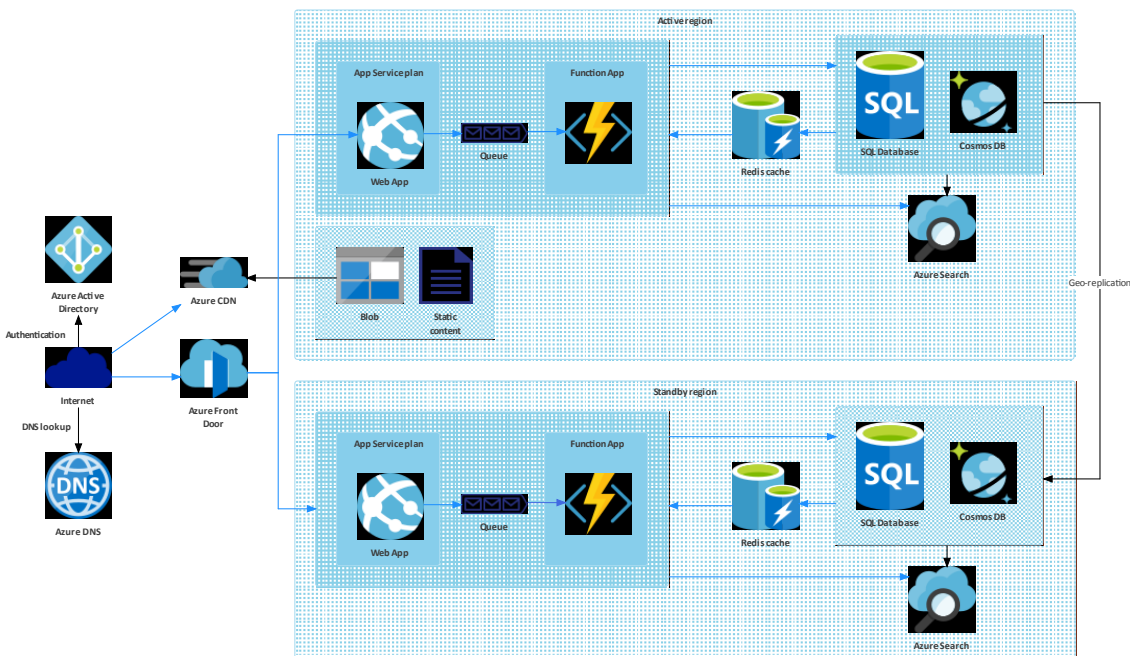 Active region
App Service plan
Function App
SQL
Queue
Web App
Redis cache
SQL Database
Cosmos DB
Azure Search
Geo-replication
Azure Active
Directory
Azure CDN
Blob
Static
content
Authentication
Internet
Azure Front
Door
DNS lookup
DNS
Azure DNS
Standby region
App Service plan
Function App
SQL
Queue
Web App
Redis cache
SQL Database
Cosmos DB
Azure Search